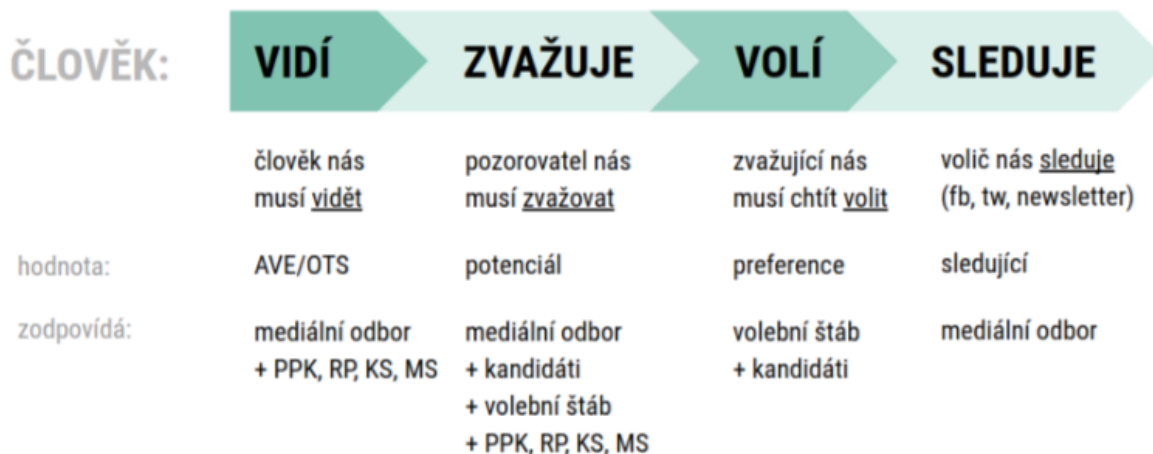 ČLOVĚK: VIDÍ ZVAŽUJE VOLÍ SLEDUJE
člověk nás pozorovatel nás zvažující nás volič nás sleduje
musí vidět musí zvažovat musí chtít volit (fb, tw, newsletter)
hodnota: AVE/OTS potenciál preference sledující
zodpovídá: mediální odbor mediální odbor volební štáb mediální odbor
+ PPK, RP, KS, MS + kandidáti + kandidáti
+ volební štáb
+ PPK, RP, KS, MS